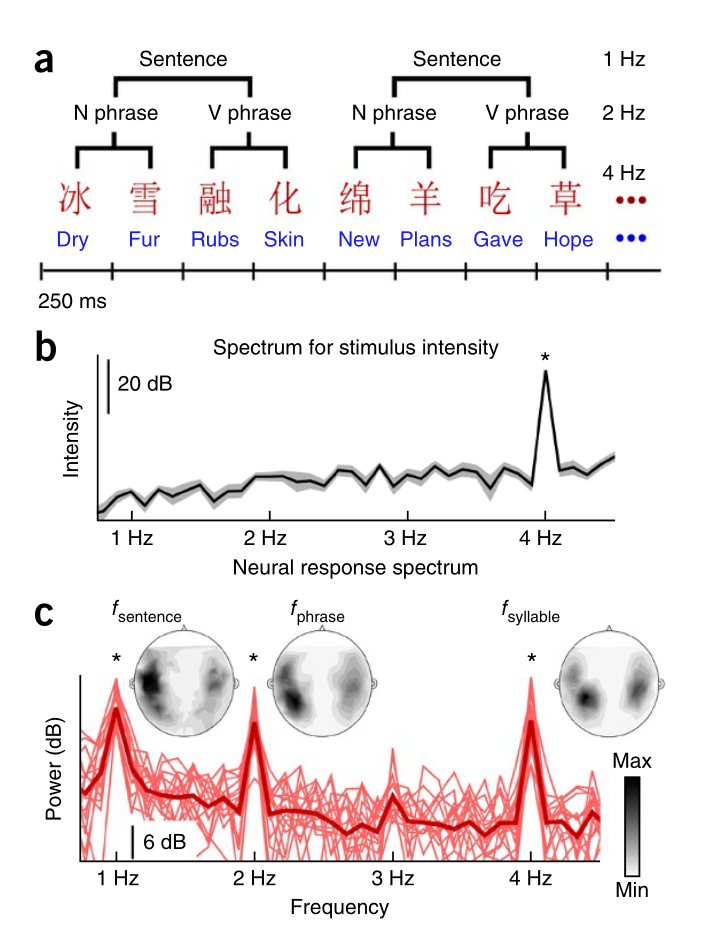 a
Sentence Sentence 1 Hz
N phrase V phrase N phrase V phrase 2 Hz
4 Hz
冰 雪 融 化 绵 羊 吃 草 •••
Dry Fur Rubs Skin New Plans Gave Hope •••
250 ms
b
Spectrum for stimulus intensity
*
20 dB
Intensity
1 Hz 2 Hz 3 Hz 4 Hz
Neural response spectrum
c
fsentence fphrase fsyllable
* * *
Power (dB)
Max
6 dB
Min
1 Hz 2 Hz 3 Hz 4 Hz
Frequency